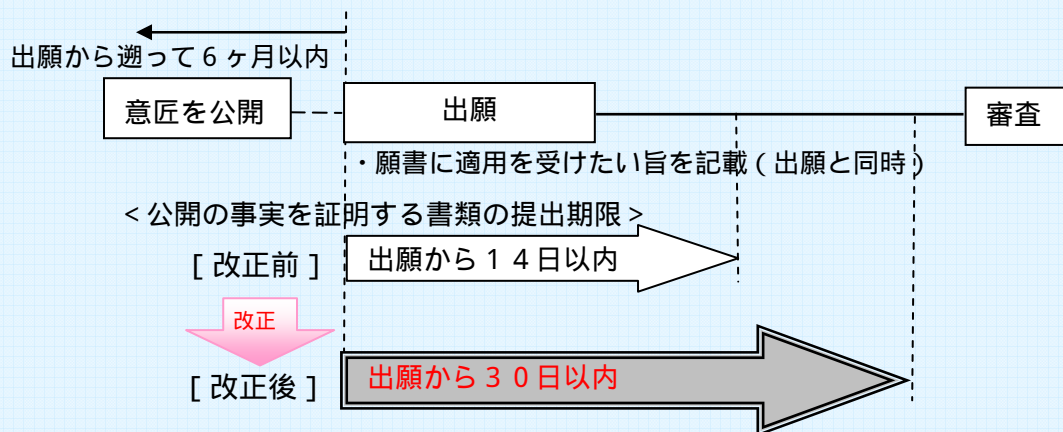 出願から遡って6ヶ月以内
意匠を公開
出願
審査
・願書に適用を受けたい旨を記載(出願と同時)
<公開の事実を証明する書類の提出期限>
[改正前]
出願から14日以内
改正
[改正後]
出願から30日以内